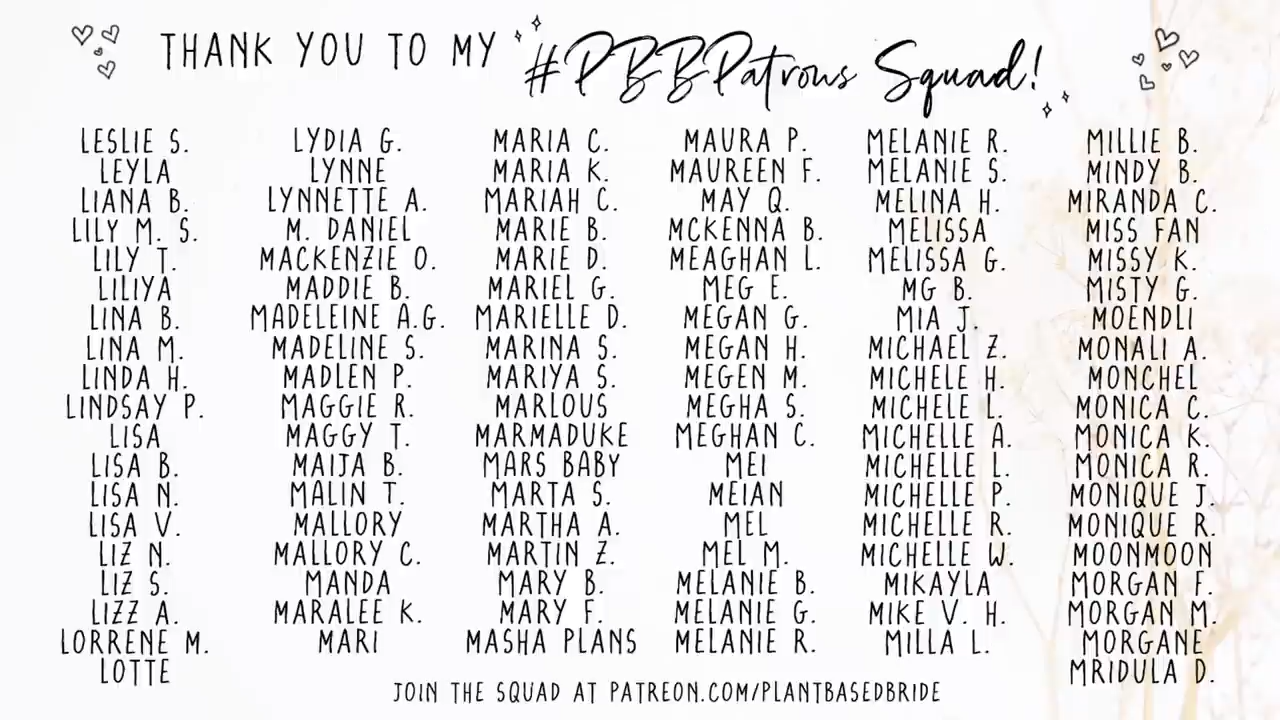 THANK YOU TO MY #PBBPatrons Squad!
LESLIE S.
LEYLA
LIANA B.
LILY M. S.
LILY T.
LILIYA
LINA B.
LINA M.
LINDA H.
LINDSAY P.
LISA
LISA B.
LISA N.
LISA V.
LIZ N.
LIZ S.
LIZZ A.
LORRENE M.
LOTTE
LYDIA G.
LYNNE
LYNNETTE A.
M. DANIEL
MACKENZIE O.
MADDIE B.
MADELEINE A.G.
MADELINE S.
MADLEN P.
MAGGIE R.
MAGGY T.
MAIJA B.
MALIN T.
MALLORY
MALLORY C.
MANDA
MARALEE K.
MARI
MARIA C.
MARIA K.
MARIAH C.
MARIE B.
MARIE D.
MARIEL G.
MARIELLE D.
MARINA S.
MARIYA S.
MARLOUS
MARMADUKE
MARS BABY
MARTA S.
MARTHA A.
MARTIN Z.
MARY B.
MARY F.
MASHA PLANS
MAURA P.
MAUREEN F.
MAY Q.
MCKENNA B.
MEAGHAN L.
MEG E.
MEGAN G.
MEGAN H.
MEGEN M.
MEGHA S.
MEGHAN C.
MEI
MEIAN
MEL
MEL M.
MELANIE B.
MELANIE G.
MELANIE R.
MELANIE R.
MELANIE S.
MELINA H.
MELISSA
MELISSA G.
MG B.
MIA J.
MICHAEL Z.
MICHELE H.
MICHELE L.
MICHELLE A.
MICHELLE L.
MICHELLE P.
MICHELLE R.
MICHELLE W.
MIKAYLA
MIKE V. H.
MILLA L.
MILLIE B.
MINDY B.
MIRANDA C.
MISS FAN
MISSY K.
MISTY G.
MOENDLI
MONALI A.
MONCHEL
MONICA C.
MONICA K.
MONICA R.
MONIQUE J.
MONIQUE R.
MOONMOON
MORGAN F.
MORGAN M.
MORGANE
MRIDULA D.
JOIN THE SQUAD AT PATREON.COM/PLANTBASEDBRIDE